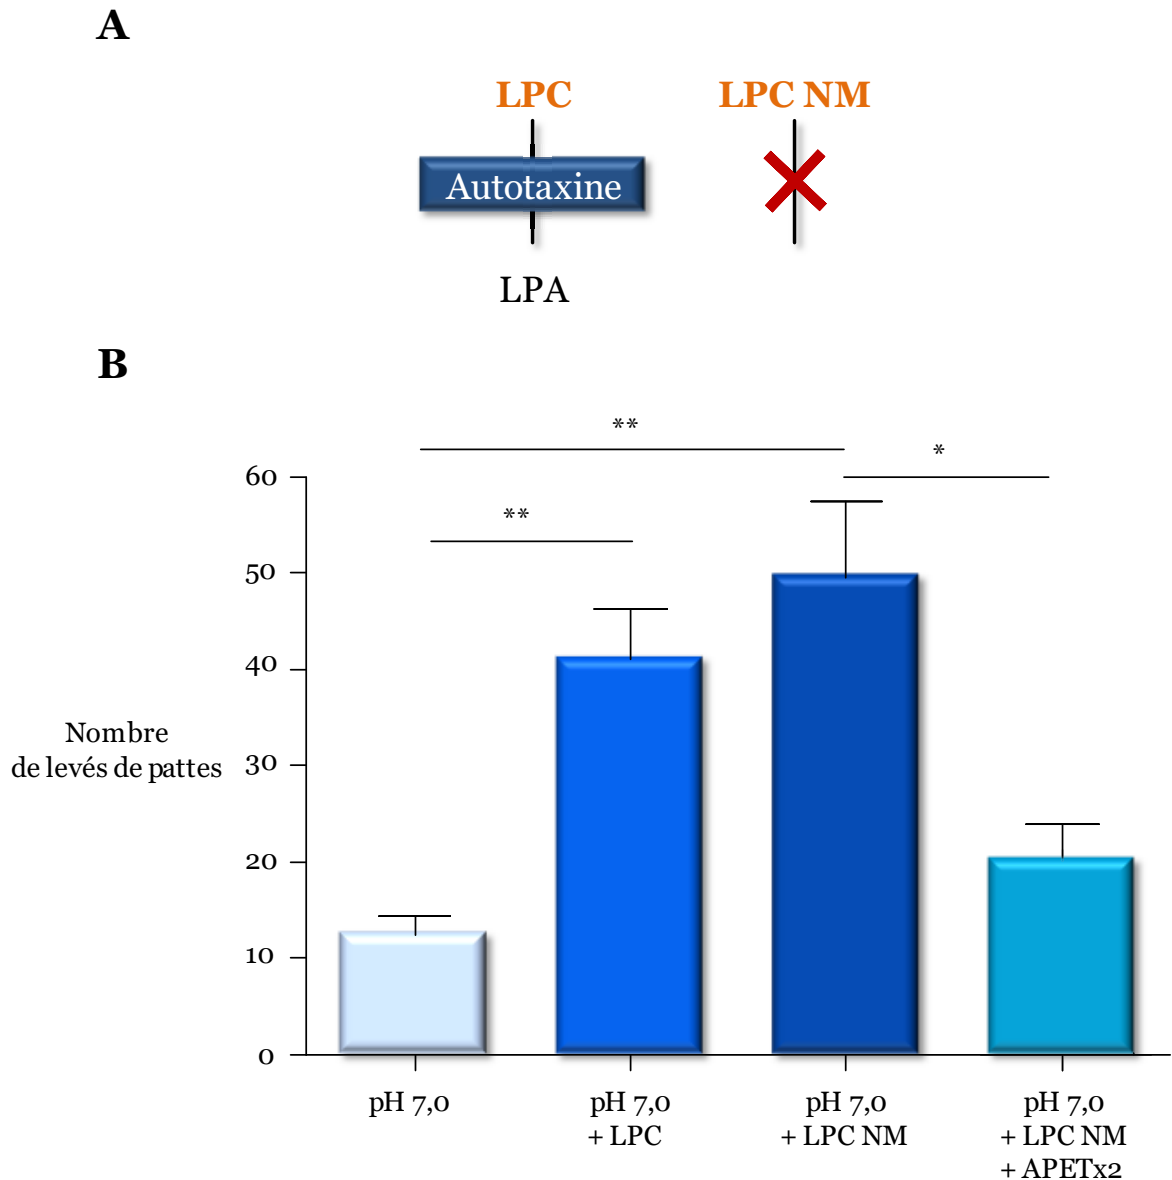 A
LPC
LPC NM
Autotaxine
LPA
B
**
*
**
60
50
40
30
20
10
0
Nombre
de levés de pattes
pH 7,0
pH 7,0
+ LPC
pH 7,0
+ LPC NM
pH 7,0
+ LPC NM
+ APETx2